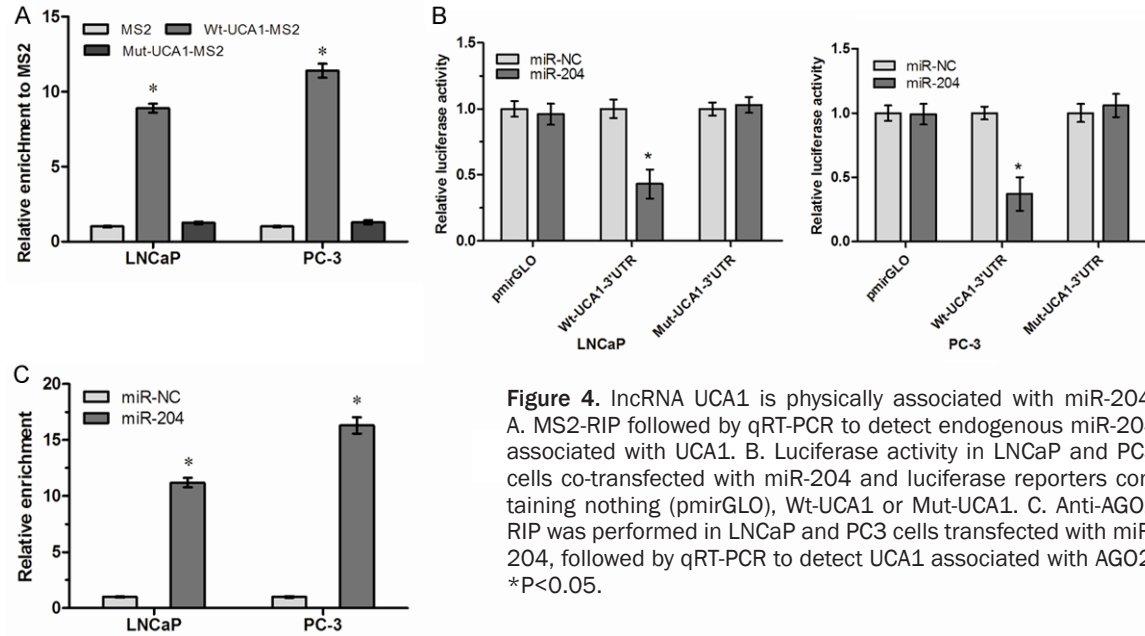 A
15
10
5
0
Relative enrichment to MS2
MS2
Wt-UCA1-MS2
Mut-UCA1-MS2
*
*
LNCaP
PC-3
B
1.5
1.0
0.5
0.0
Relative luciferase activity
miR-NC
miR-204
*
pmirGLO
Wt-UCA1-3'UTR
Mut-UCA1-3'UTR
LNCaP
1.5
1.0
0.5
0.0
Relative luciferase activity
miR-NC
miR-204
*
pmirGLO
Wt-UCA1-3'UTR
Mut-UCA1-3'UTR
PC-3
C
20
15
10
5
0
Relative enrichment
miR-NC
miR-204
*
*
LNCaP
PC-3
Figure 4. lncRNA UCA1 is physically associated with miR-204
A. MS2-RIP followed by qRT-PCR to detect endogenous miR-20
associated with UCA1. B. Luciferase activity in LNCaP and PC
cells co-transfected with miR-204 and luciferase reporters con
taining nothing (pmirGLO), Wt-UCA1 or Mut-UCA1. C. Anti-AGO
RIP was performed in LNCaP and PC3 cells transfected with miR
204, followed by qRT-PCR to detect UCA1 associated with AGO2
*P<0.05.